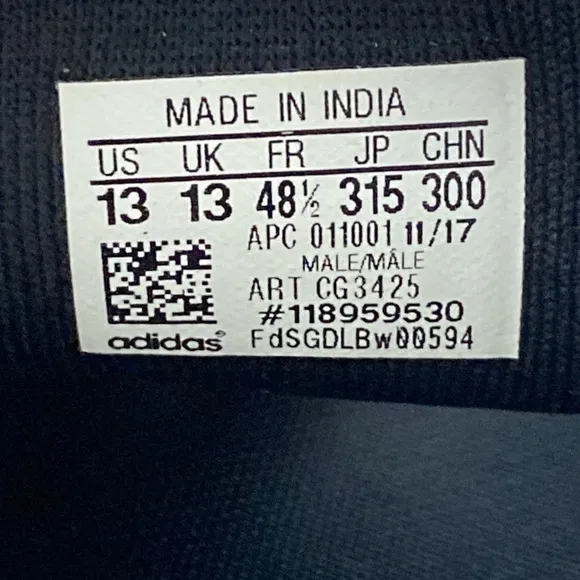 MADE IN INDIA
US UK FR JP CHN
13 13 48½ 315 300
APC 011001 11/17
MALE/MÂLE
ART CG3425
#118959530
adidas® FdSGDLBw00594